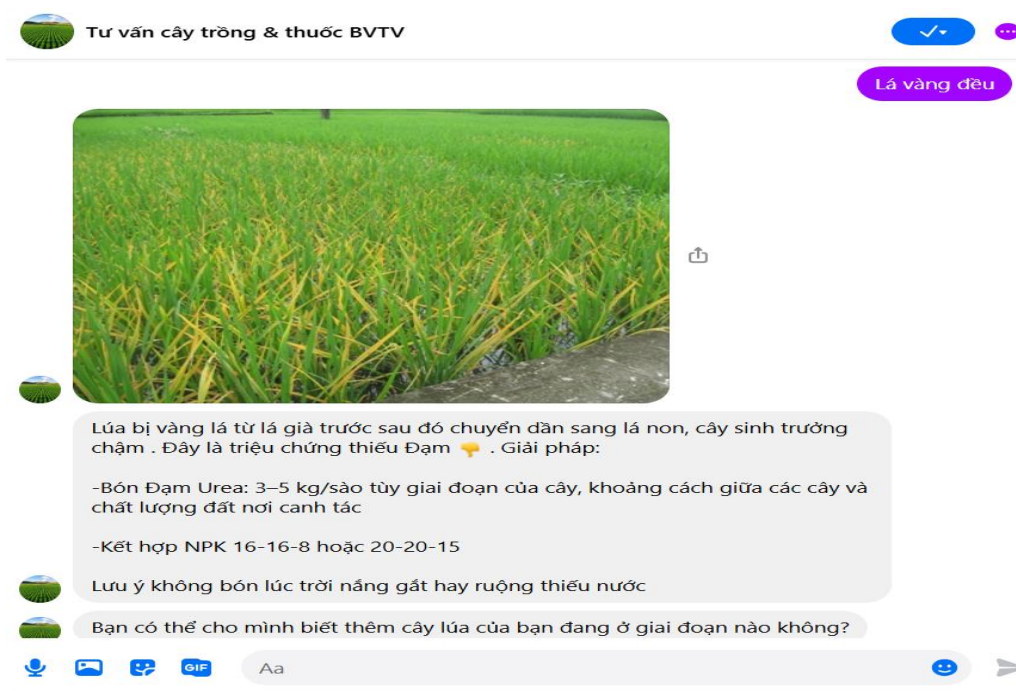 Tư vấn cây trồng & thuốc BVTV
Lá vàng đều
Lúa bị vàng lá từ lá già trước sau đó chuyển dần sang lá non, cây sinh trưởng
chậm . Đây là triệu chứng thiếu Đạm 👇 . Giải pháp:
-Bón Đạm Urea: 3–5 kg/sào tùy giai đoạn của cây, khoảng cách giữa các cây và
chất lượng đất nơi canh tác
-Kết hợp NPK 16-16-8 hoặc 20-20-15
Lưu ý không bón lúc trời nắng gắt hay ruộng thiếu nước
Bạn có thể cho mình biết thêm cây lúa của bạn đang ở giai đoạn nào không?
GIF
Aa